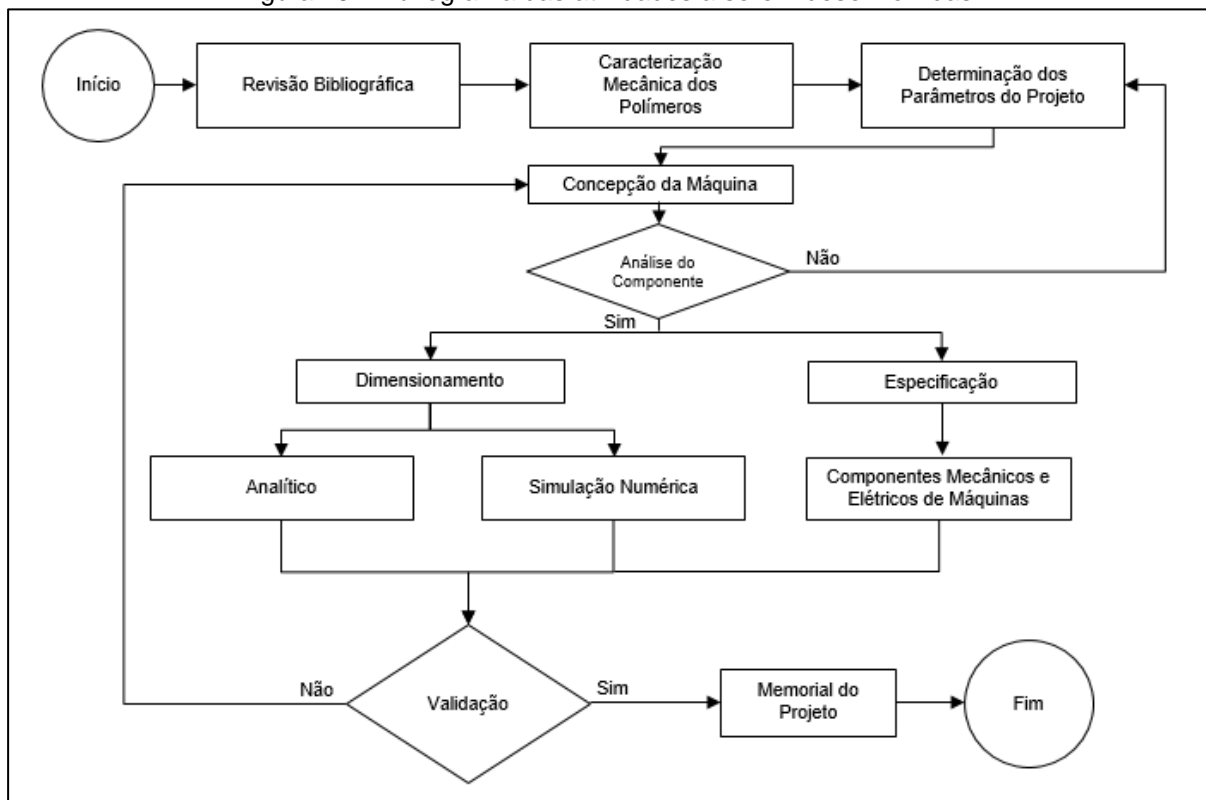 Início
Revisão Bibliográfica
Caracterização
Mecânica dos
Polímeros
Determinação dos
Parâmetros do Projeto
Concepção da Máquina
Análise do
Componente
Não
Sim
Dimensionamento
Especificação
Analítico
Simulação Numérica
Componentes Mecânicos e
Elétricos de Máquinas
Não
Validação
Sim
Memorial do
Projeto
Fim